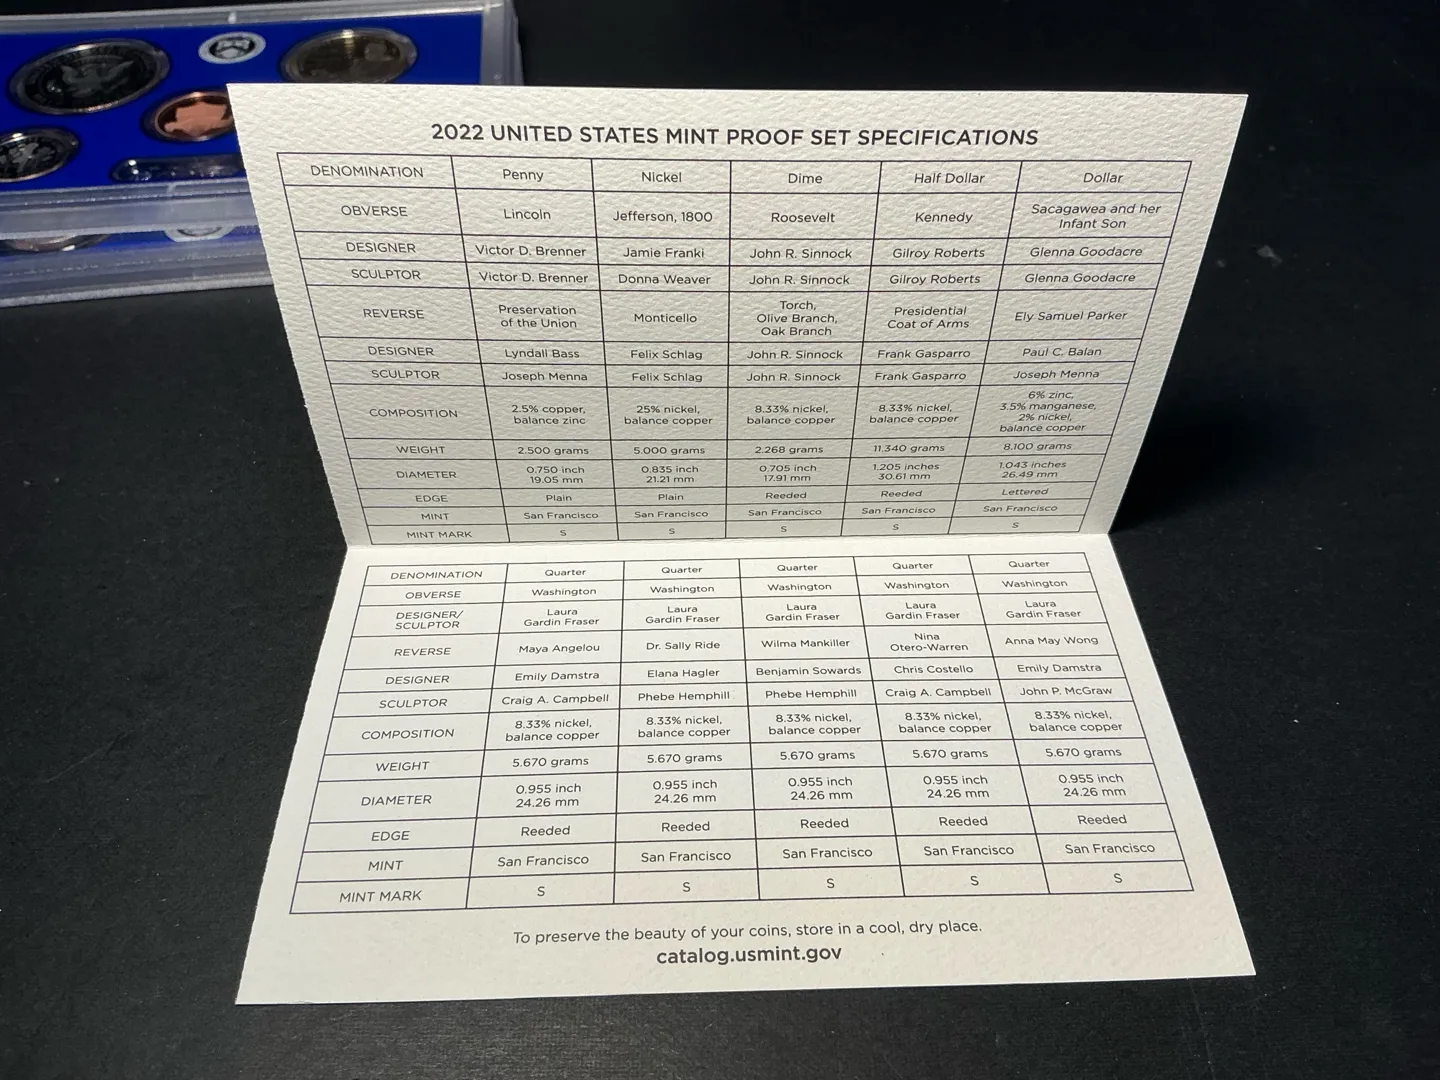 2022 UNITED STATES MINT PROOF SET SPECIFICATIONS
DENOMINATION Penny Nickel Dime Half Dollar Dollar
OBVERSE Lincoln Jefferson, 1800 Roosevelt Kennedy Sacagawea and her
Infant Son
DESIGNER Victor D. Brenner Jamie Franki John R. Sinnock Gilroy Roberts Glenna Goodacre
SCULPTOR Victor D. Brenner Donna Weaver John R. Sinnock Gilroy Roberts Glenna Goodacre
REVERSE Preservation
of the Union Monticello Torch,
Olive Branch,
Oak Branch Presidential
Coat of Arms Ely Samuel Parker
DESIGNER Lyndall Bass Felix Schlag John R. Sinnock Frank Gasparro Paul C. Balan
SCULPTOR Joseph Menna Felix Schlag John R. Sinnock Frank Gasparro Joseph Menna
COMPOSITION 2.5% copper,
balance zinc 25% nickel,
balance copper 8.33% nickel,
balance copper 8.33% nickel,
balance copper 6% zinc,
3.5% manganese,
2% nickel,
balance copper
WEIGHT 2.500 grams 5.000 grams 2.268 grams 11.340 grams 8.100 grams
DIAMETER 0.750 inch
19.05 mm 0.835 inch
21.21 mm 0.705 inch
17.91 mm 1.205 inches
30.61 mm 1.043 inches
26.49 mm
EDGE Plain Plain Reeded Reeded Lettered
MINT San Francisco San Francisco San Francisco San Francisco San Francisco
MINT MARK S S S S S
DENOMINATION Quarter Quarter Quarter Quarter Quarter
OBVERSE Washington Washington Washington Washington Washington
DESIGNER/
SCULPTOR Laura
Gardin Fraser Laura
Gardin Fraser Laura
Gardin Fraser Laura
Gardin Fraser Laura
Gardin Fraser
REVERSE Maya Angelou Dr. Sally Ride Wilma Mankiller Nina
Otero-Warren Anna May Wong
DESIGNER Emily Damstra Elana Hagler Benjamin Sowards Chris Costello Emily Damstra
SCULPTOR Craig A. Campbell Phebe Hemphill Phebe Hemphill Craig A. Campbell John P. McGraw
COMPOSITION 8.33% nickel,
balance copper 8.33% nickel,
balance copper 8.33% nickel,
balance copper 8.33% nickel,
balance copper 8.33% nickel,
balance copper
WEIGHT 5.670 grams 5.670 grams 5.670 grams 5.670 grams 5.670 grams
DIAMETER 0.955 inch
24.26 mm 0.955 inch
24.26 mm 0.955 inch
24.26 mm 0.955 inch
24.26 mm 0.955 inch
24.26 mm
EDGE Reeded Reeded Reeded Reeded Reeded
MINT San Francisco San Francisco San Francisco San Francisco San Francisco
MINT MARK S S S S S
To preserve the beauty of your coins, store in a cool, dry place.
catalog.usmint.gov